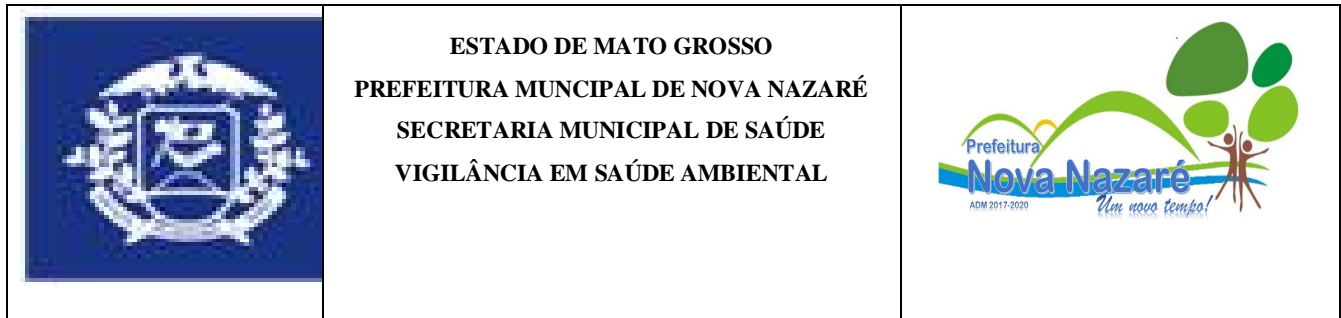 ESTADO DE MATO GROSSO
PREFEITURA MUNCIPAL DE NOVA NAZARÉ
SECRETARIA MUNICIPAL DE SAÚDE
VIGILÂNCIA EM SAÚDE AMBIENTAL
Prefeitura
Nova Nazaré
ADM 2017-2020
Um novo tempo!